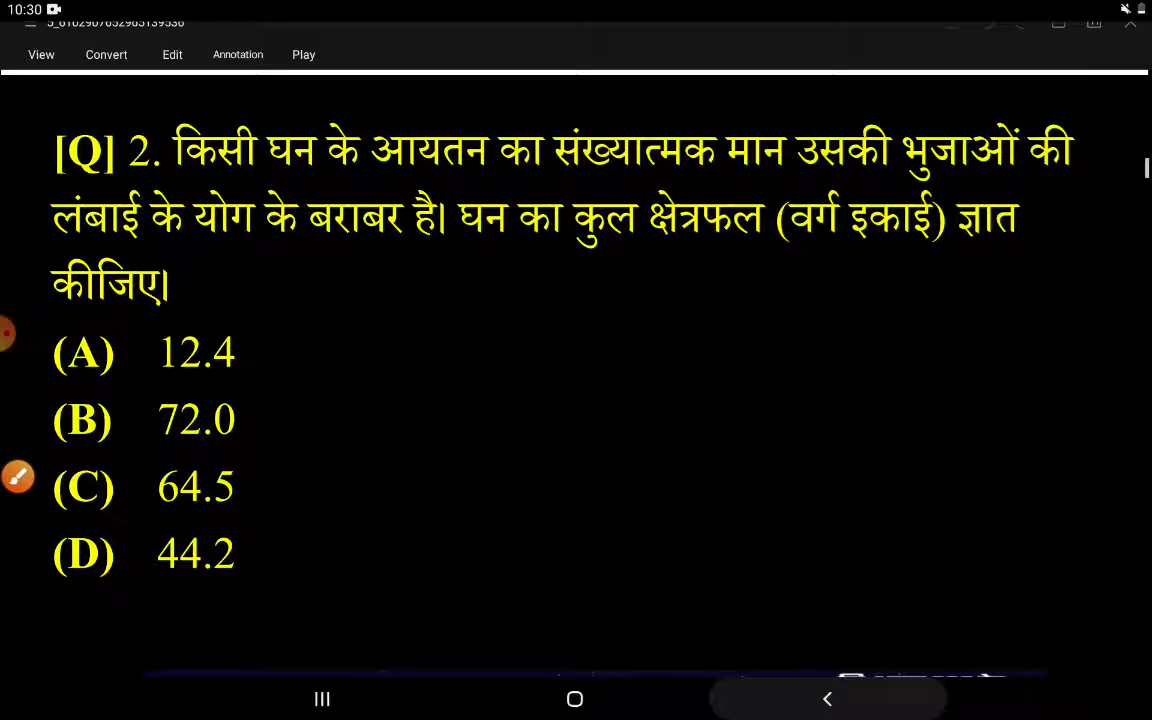 10:30
5_6102907652965139536
View Convert Edit Annotation Play
[Q] 2. किसी घन के आयतन का संख्यात्मक मान उसकी भुजाओं की
लंबाई के योग के बराबर है। घन का कुल क्षेत्रफल (वर्ग इकाई) ज्ञात
कीजिए।
(A) 12.4
(B) 72.0
(C) 64.5
(D) 44.2